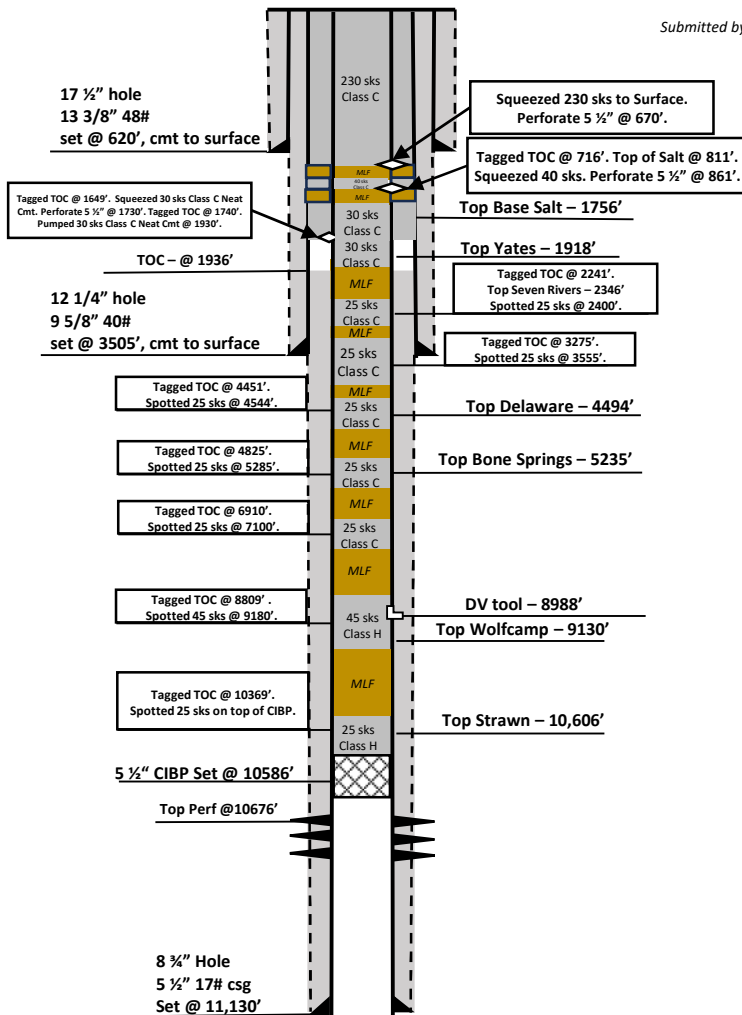 Submitted by
230 sks
Class C
17 ½” hole
13 3/8” 48#
set @ 620’, cmt to surface
Squeezed 230 sks to Surface.
Perforate 5 ½” @ 670’.
Tagged TOC @ 716’. Top of Salt @ 811’.
Squeezed 40 sks. Perforate 5 ½” @ 861’.
MLF
40 sks
Class C
MLF
Tagged TOC @ 1649’. Squeezed 30 sks Class C Neat
Cmt. Perforate 5 ½” @ 1730’. Tagged TOC @ 1740’.
Pumped 30 sks Class C Neat Cmt @ 1930’.
30 sks
Class C
30 sks
Class C
Top Base Salt – 1756’
Top Yates – 1918’
TOC – @ 1936’
MLF
Tagged TOC @ 2241’.
Top Seven Rivers – 2346’
Spotted 25 sks @ 2400’.
25 sks
Class C
12 1/4” hole
9 5/8” 40#
set @ 3505’, cmt to surface
MLF
25 sks
Class C
Tagged TOC @ 3275’.
Spotted 25 sks @ 3555’.
MLF
Tagged TOC @ 4451’.
Spotted 25 sks @ 4544’.
25 sks
Class C
Top Delaware – 4494’
MLF
Tagged TOC @ 4825’.
Spotted 25 sks @ 5285’.
25 sks
Class C
Top Bone Springs – 5235’
MLF
Tagged TOC @ 6910’.
Spotted 25 sks @ 7100’.
25 sks
Class C
MLF
Tagged TOC @ 8809’ .
Spotted 45 sks @ 9180’.
45 sks
Class H
DV tool – 8988’
Top Wolfcamp – 9130’
MLF
Tagged TOC @ 10369’.
Spotted 25 sks on top of CIBP.
25 sks
Class H
Top Strawn – 10,606’
5 ½“ CIBP Set @ 10586’
Top Perf @10676’
8 ¾” Hole
5 ½” 17# csg
Set @ 11,130’